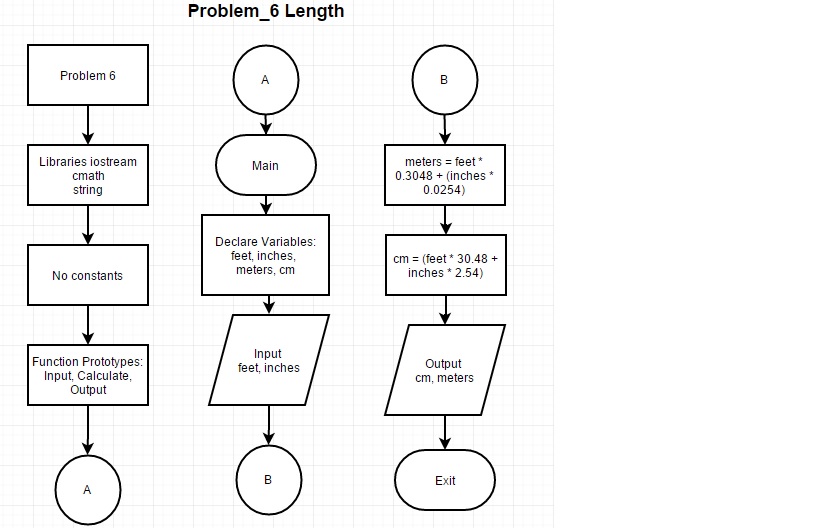 Problem_6 Length
Problem 6
Libraries iostream
cmath
string
No constants
Function Prototypes:
Input, Calculate,
Output
A
A
Main
Declare Variables:
feet, inches,
meters, cm
Input
feet, inches
B
B
meters = feet *
0.3048 + (inches *
0.0254)
cm = (feet * 30.48 +
inches * 2.54)
Output
cm, meters
Exit